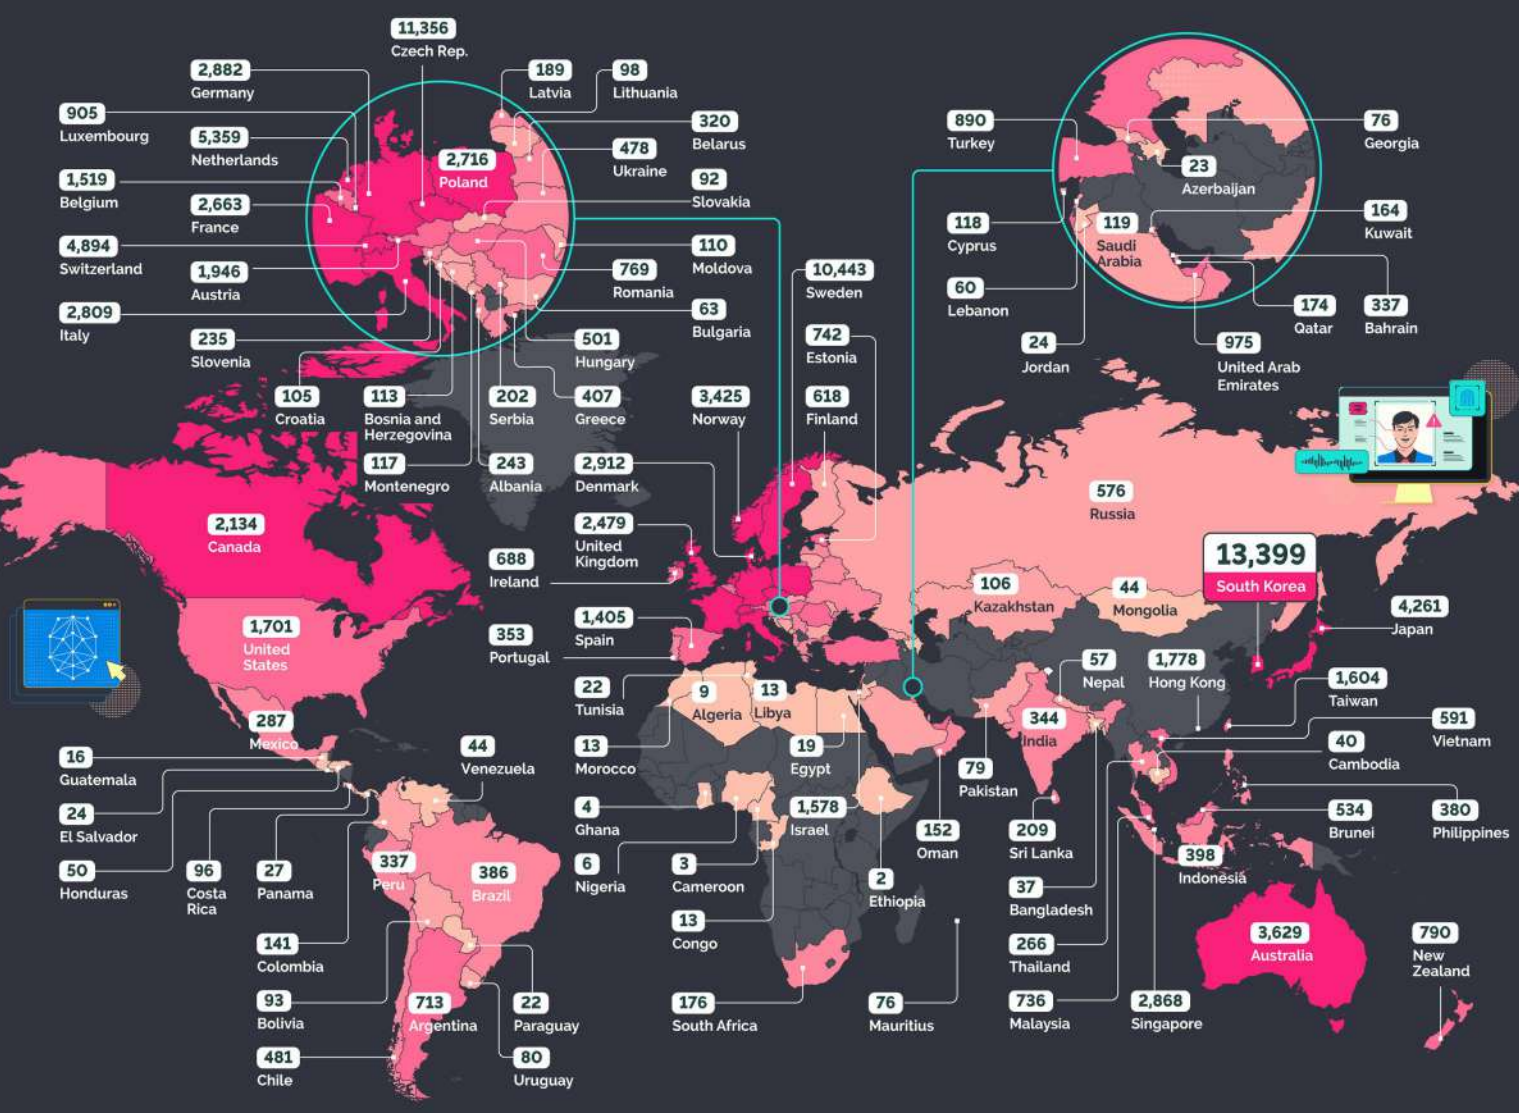 11,356
Czech Rep.
2,882
Germany
905
Luxembourg
5,359
Netherlands
1,519
Belgium
2,663
France
4,894
Switzerland
1,946
Austria
2,809
Italy
235
Slovenia
105
Croatia
113
Bosnia and
Herzegovina
117
Montenegro
202
Serbia
243
Albania
407
Greece
501
Hungary
2,716
Poland
189
Latvia
98
Lithuania
320
Belarus
478
Ukraine
92
Slovakia
110
Moldova
769
Romania
63
Bulgaria
10,443
Sweden
742
Estonia
3,425
Norway
618
Finland
2,912
Denmark
2,479
United
Kingdom
688
Ireland
1,405
Spain
353
Portugal
890
Turkey
76
Georgia
23
Azerbaijan
118
Cyprus
119
Saudi
Arabia
164
Kuwait
60
Lebanon
24
Jordan
975
United Arab
Emirates
174
Qatar
337
Bahrain
576
Russia
13,399
South Korea
106
Kazakhstan
44
Mongolia
4,261
Japan
57
Nepal
1,778
Hong Kong
1,604
Taiwan
591
Vietnam
40
Cambodia
534
Brunei
380
Philippines
344
India
79
Pakistan
209
Sri Lanka
37
Bangladesh
266
Thailand
736
Malaysia
2,868
Singapore
398
Indonesia
3,629
Australia
790
New
Zealand
2,134
Canada
1,701
United
States
287
Mexico
16
Guatemala
24
El Salvador
50
Honduras
96
Costa
Rica
27
Panama
44
Venezuela
141
Colombia
337
Peru
386
Brazil
93
Bolivia
713
Argentina
22
Paraguay
481
Chile
80
Uruguay
22
Tunisia
9
Algeria
13
Libya
13
Morocco
19
Egypt
4
Ghana
1,578
Israel
6
Nigeria
3
Cameroon
13
Congo
2
Ethiopia
152
Oman
176
South Africa
76
Mauritius